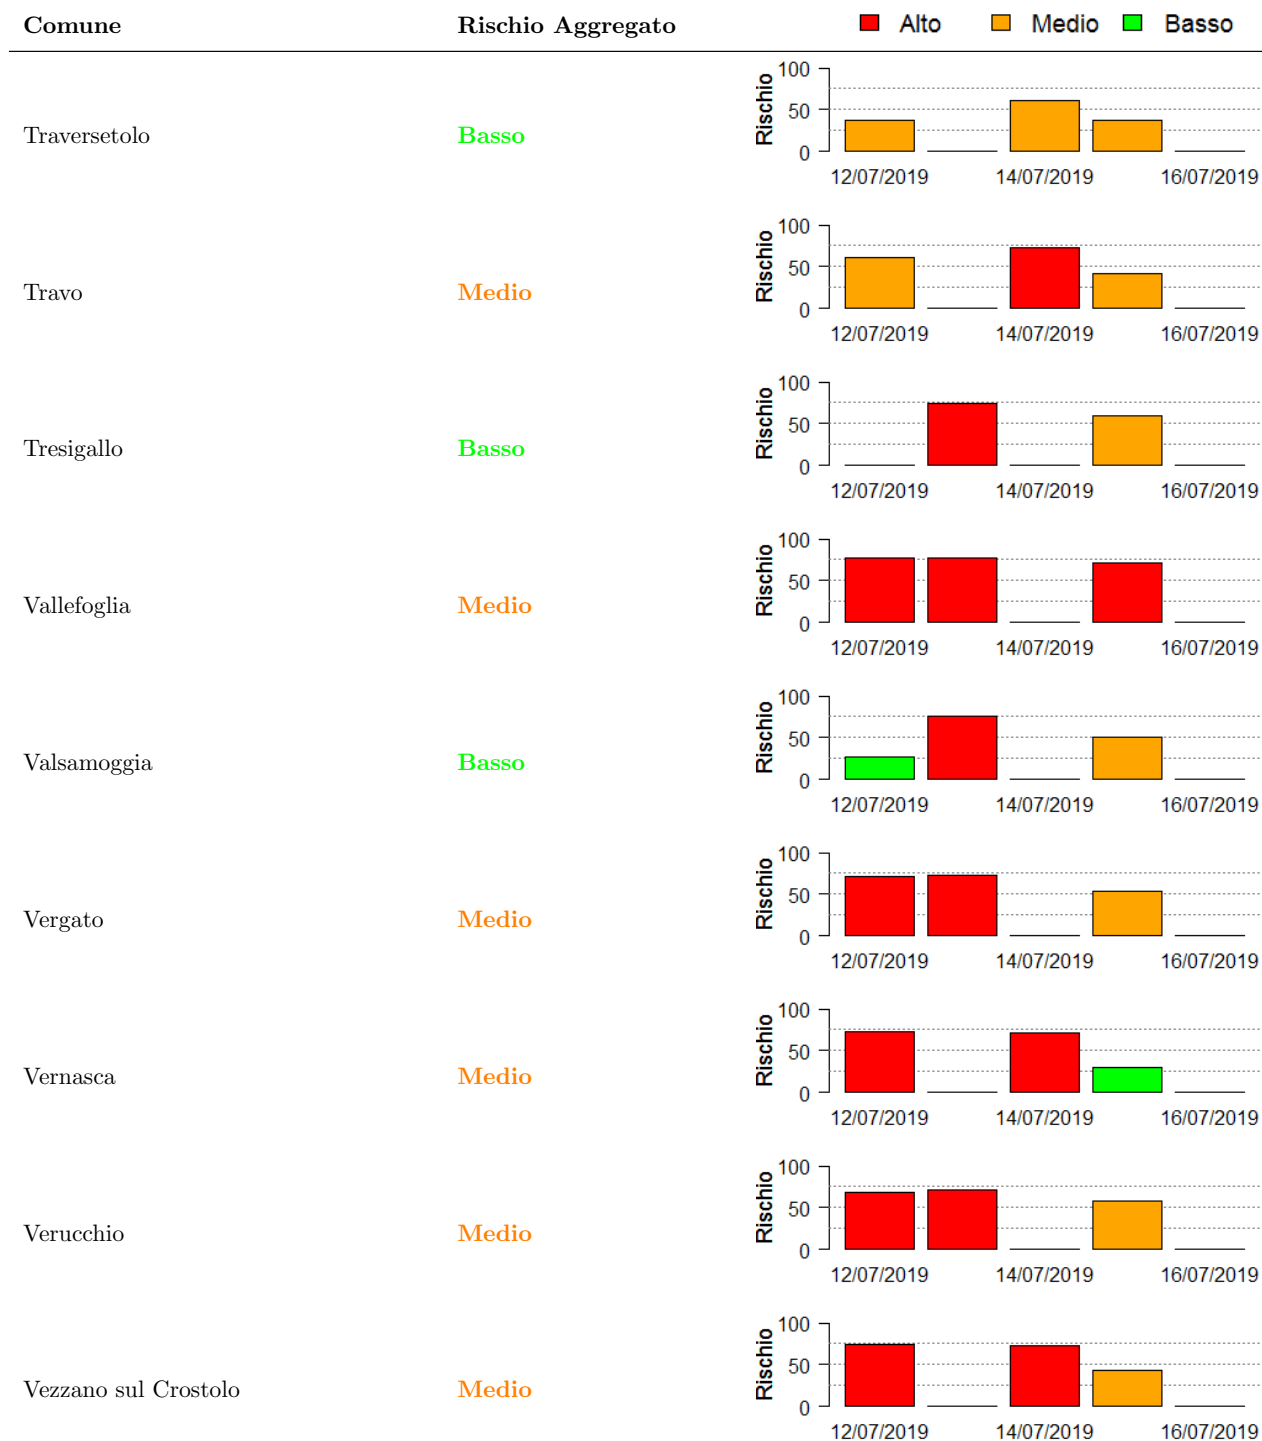 Comune Rischio Aggregato Alto Medio Basso
100
50
0
Rischio
Traversetolo Basso
12/07/2019 14/07/2019 16/07/2019
100
50
0
Rischio
Travo Medio
12/07/2019 14/07/2019 16/07/2019
100
50
0
Rischio
Tresigallo Basso
12/07/2019 14/07/2019 16/07/2019
100
50
0
Rischio
Vallefoglia Medio
12/07/2019 14/07/2019 16/07/2019
100
50
0
Rischio
Valsamoggia Basso
12/07/2019 14/07/2019 16/07/2019
100
50
0
Rischio
Vergato Medio
12/07/2019 14/07/2019 16/07/2019
100
50
0
Rischio
Vernasca Medio
12/07/2019 14/07/2019 16/07/2019
100
50
0
Rischio
Verucchio Medio
12/07/2019 14/07/2019 16/07/2019
100
50
0
Rischio
Vezzano sul Crostolo Medio
12/07/2019 14/07/2019 16/07/2019